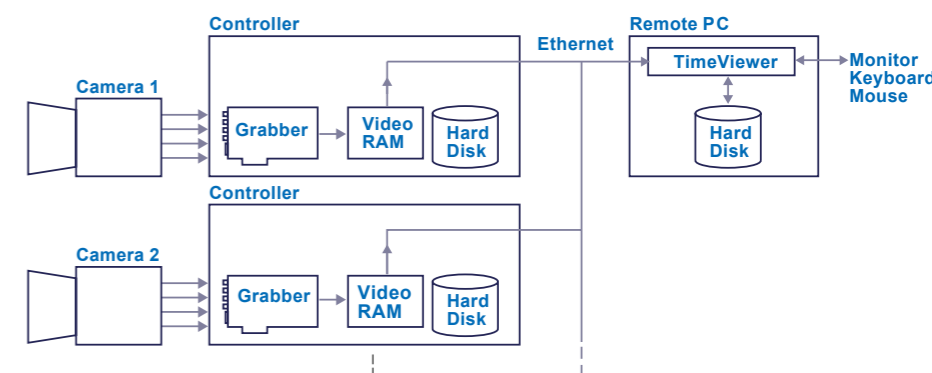 Controller
Remote PC
Ethernet
TimeViewer
Monitor
Keyboard
Mouse
Camera 1
Grabber
Video
RAM
Hard
Disk
Hard
Disk
Controller
Camera 2
Grabber
Video
RAM
Hard
Disk